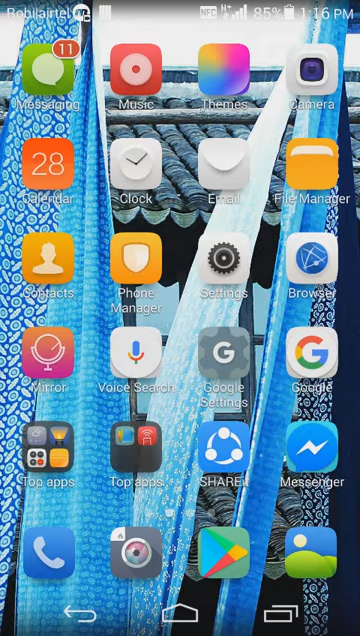 Robi,airtel NFC H 85% 1:16 PM
11
Messaging Music Themes Camera
28
Calendar Clock Email File Manager
Contacts Phone Manager Settings Browser
Mirror Voice Search Google Settings Google
Top apps Top apps SHAREit Messenger